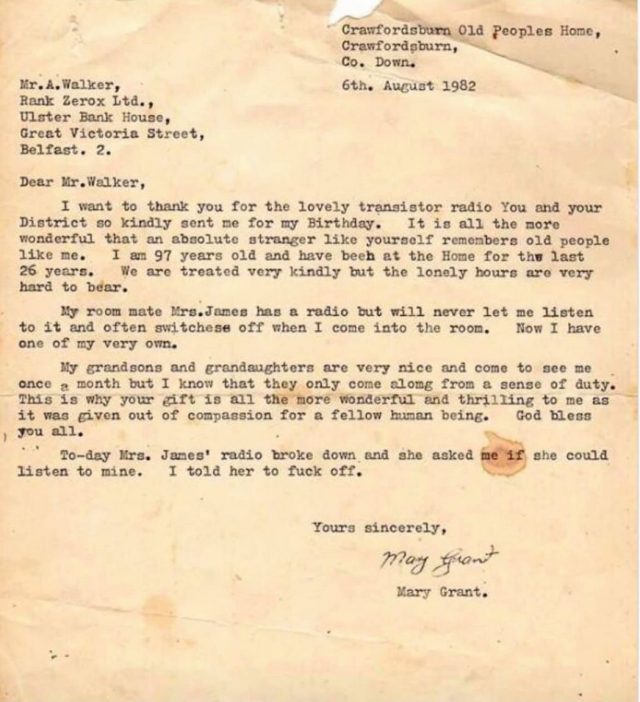 Crawfordsburn Old Peoples Home,
Crawfordsburn,
Co. Down.
6th. August 1982
Mr.A.Walker,
Rank Zerox Ltd.,
Ulster Bank House,
Great Victoria Street,
Belfast. 2.
Dear Mr.Walker,
I want to thank you for the lovely transistor radio You and your
District so kindly sent me for my Birthday. It is all the more
wonderful that an absolute stranger like yourself remembers old people
like me. I am 97 years old and have beeh at the Home for thw last
26 years. We are treated very kindly but the lonely hours are very
hard to bear.
My room mate Mrs.James has a radio but will never let me listen
to it and often switchese off when I come into the room. Now I have
one of my very own.
My grandsons and grandaughters are very nice and come to see me
once a month but I know that they only come alomg from a sense of duty.
This is why your gift is all the more wonderful and thrilling to me as
it was given out of compassion for a fellow human being. God bless
you all.
To-day Mrs. James' radio broke down and she asked me if she could
listen to mine. I told her to fuck off.
Yours sincerely,
Mary Grant
Mary Grant.